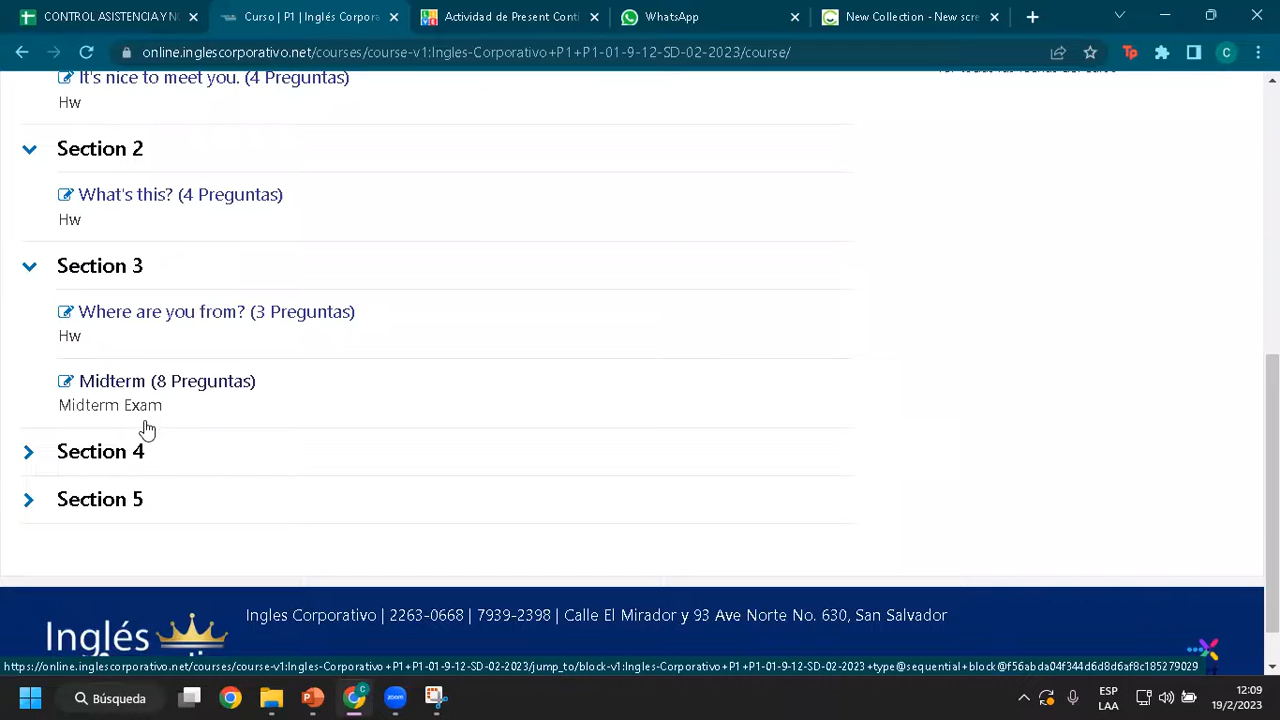 CONTROL ASISTENCIA Y N
Curso | P1 | Inglés Corpora
Actividad de Present Conti
WhatsApp
New Collection - New scre
online.inglescorporativo.net/courses/course-v1:Ingles-Corporativo+P1+P1-01-9-12-SD-02-2023/course/
It's nice to meet you. (4 Preguntas)
Hw
Section 2
What's this? (4 Preguntas)
Hw
Section 3
Where are you from? (3 Preguntas)
Hw
Midterm (8 Preguntas)
Midterm Exam
Section 4
Section 5
Ingles Corporativo | 2263-0668 | 7939-2398 | Calle El Mirador y 93 Ave Norte No. 630, San Salvador
Inglés
https://online.inglescorporativo.net/courses/course-v1:Ingles-Corporativo+P1+P1-01-9-12-SD-02-2023/jump_to/block-v1:Ingles-Corporativo+P1+P1-01-9-12-SD-02-2023+type@sequential+block@f56abda04f344d6d8d6af8c185279029
Búsqueda
ESP
LAA
12:09
19/2/2023